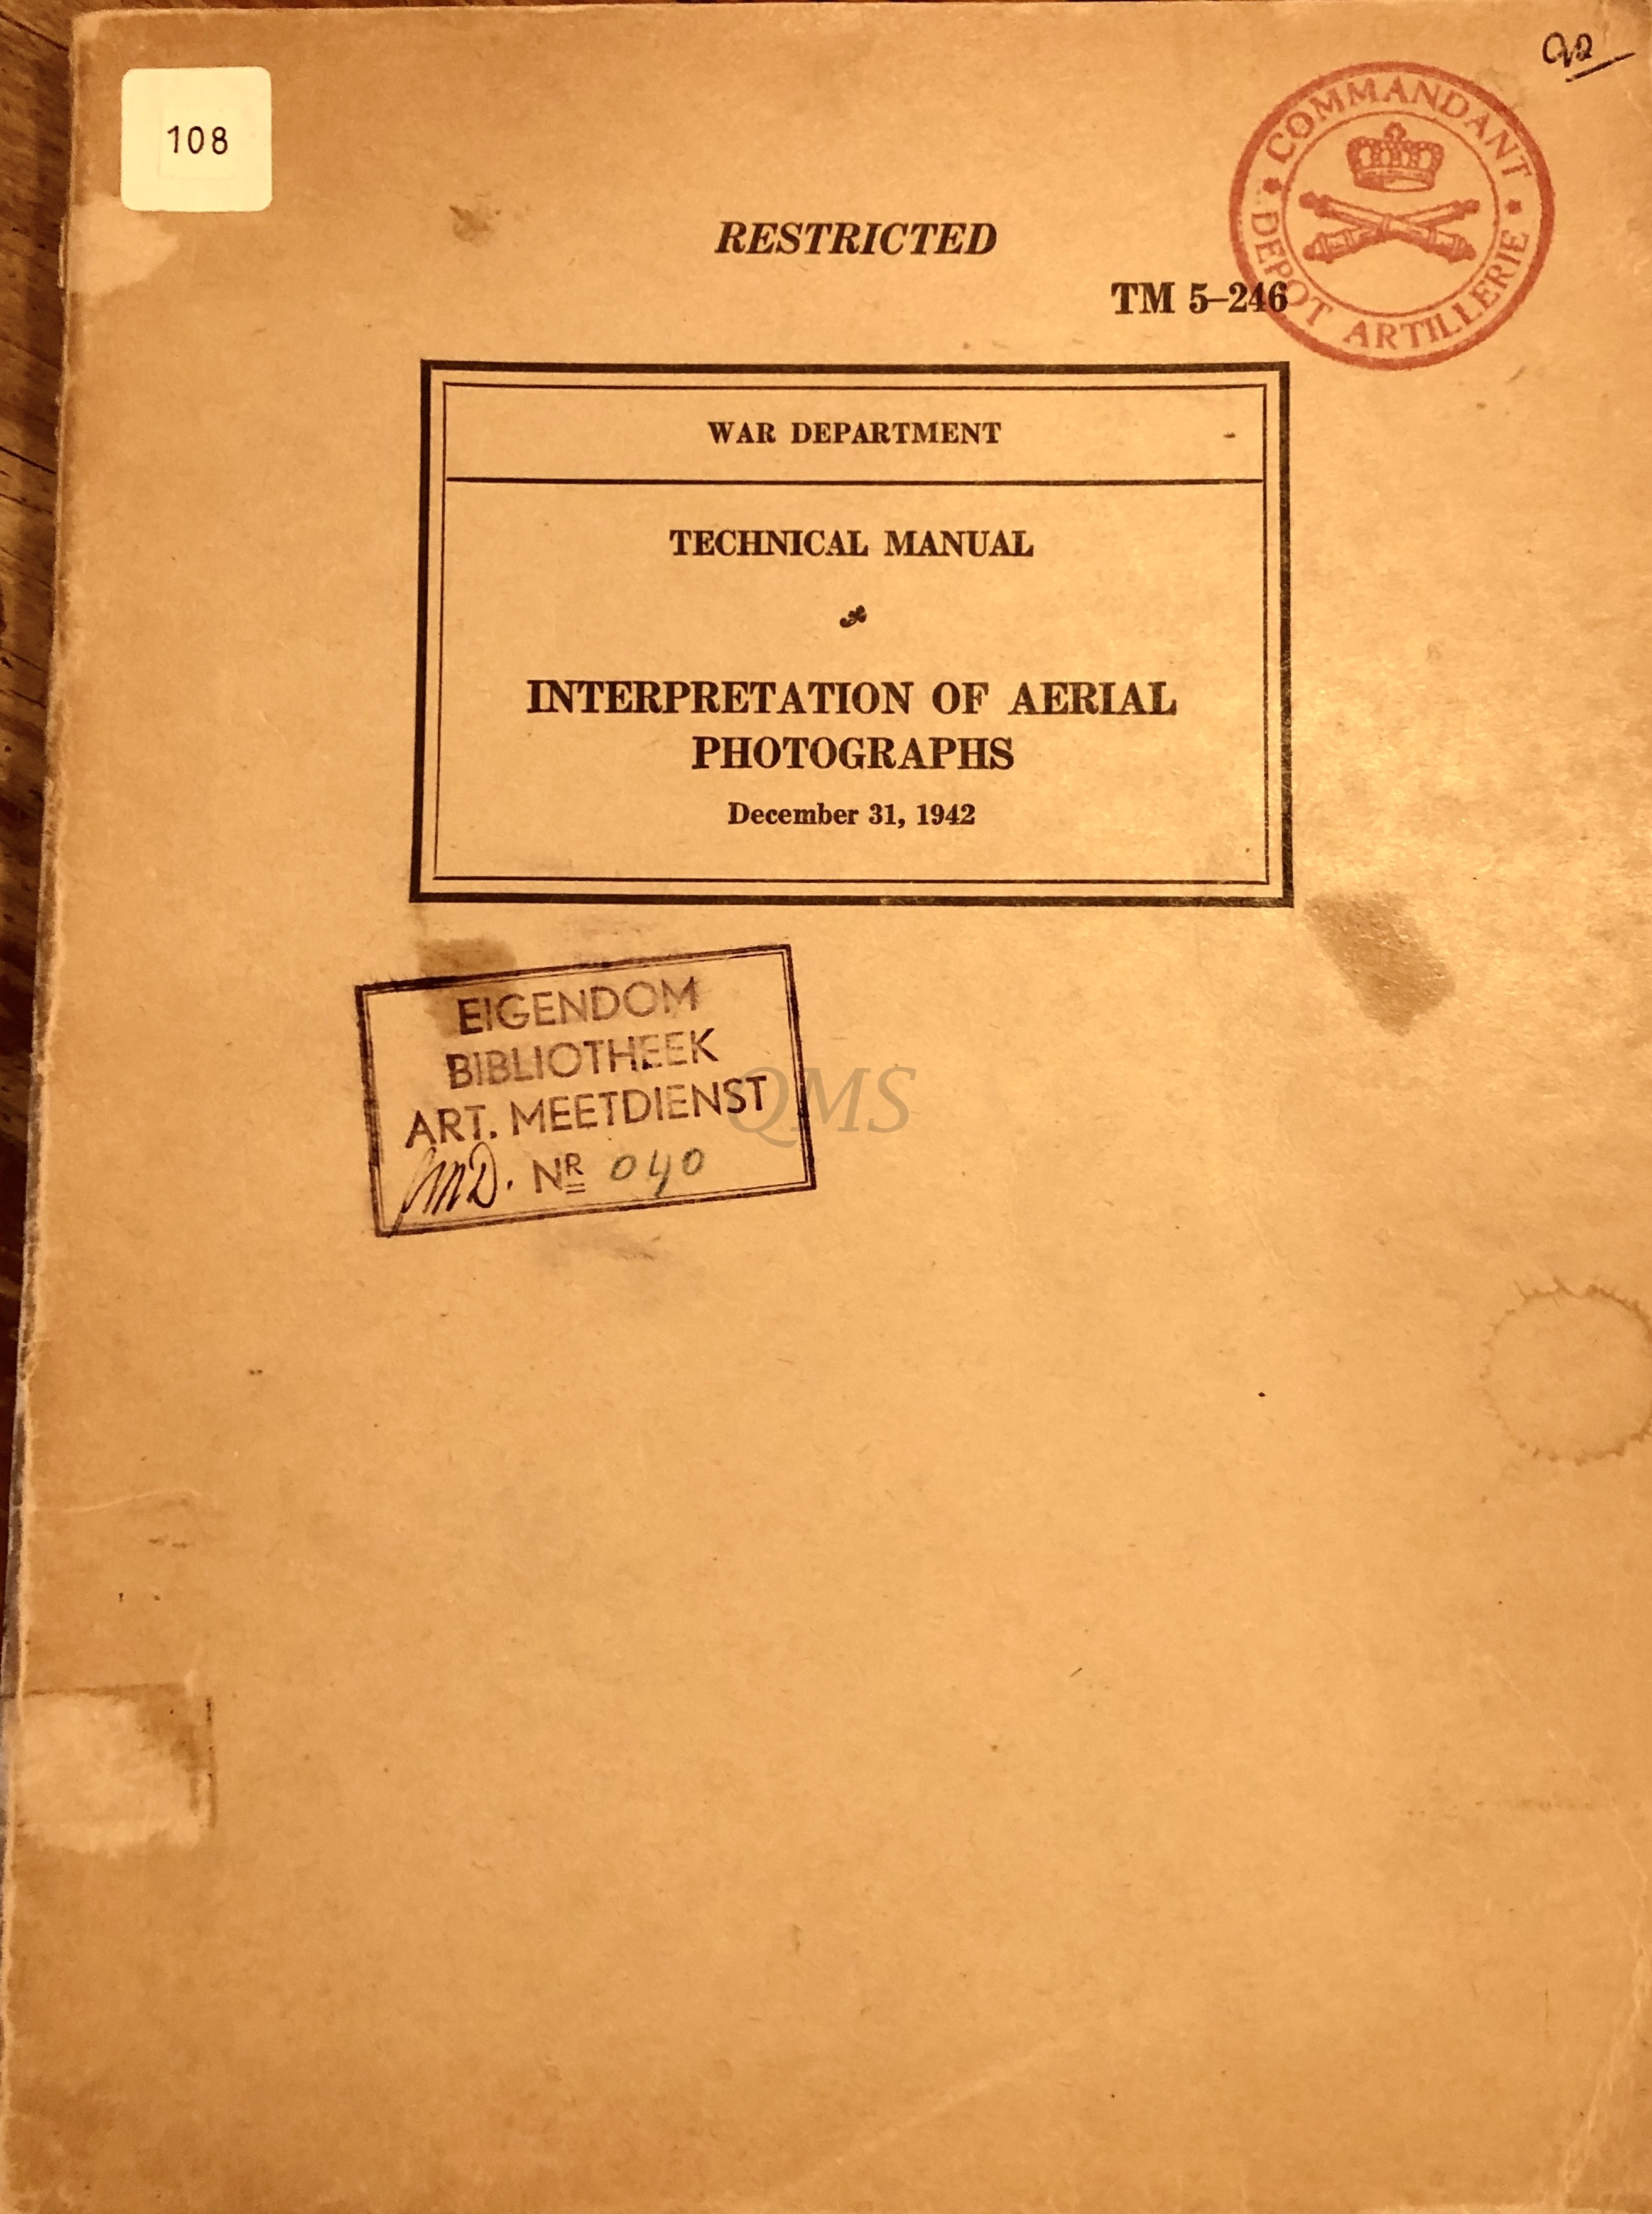 108
COMMANDANT
DEPOT ARTILLERIE
RESTRICTED
TM 5–246
WAR DEPARTMENT
TECHNICAL MANUAL
INTERPRETATION OF AERIAL
PHOTOGRAPHS
December 31, 1942
EIGENDOM
BIBLIOTHEEK
ART. MEETDIENST
NR 040
QMS